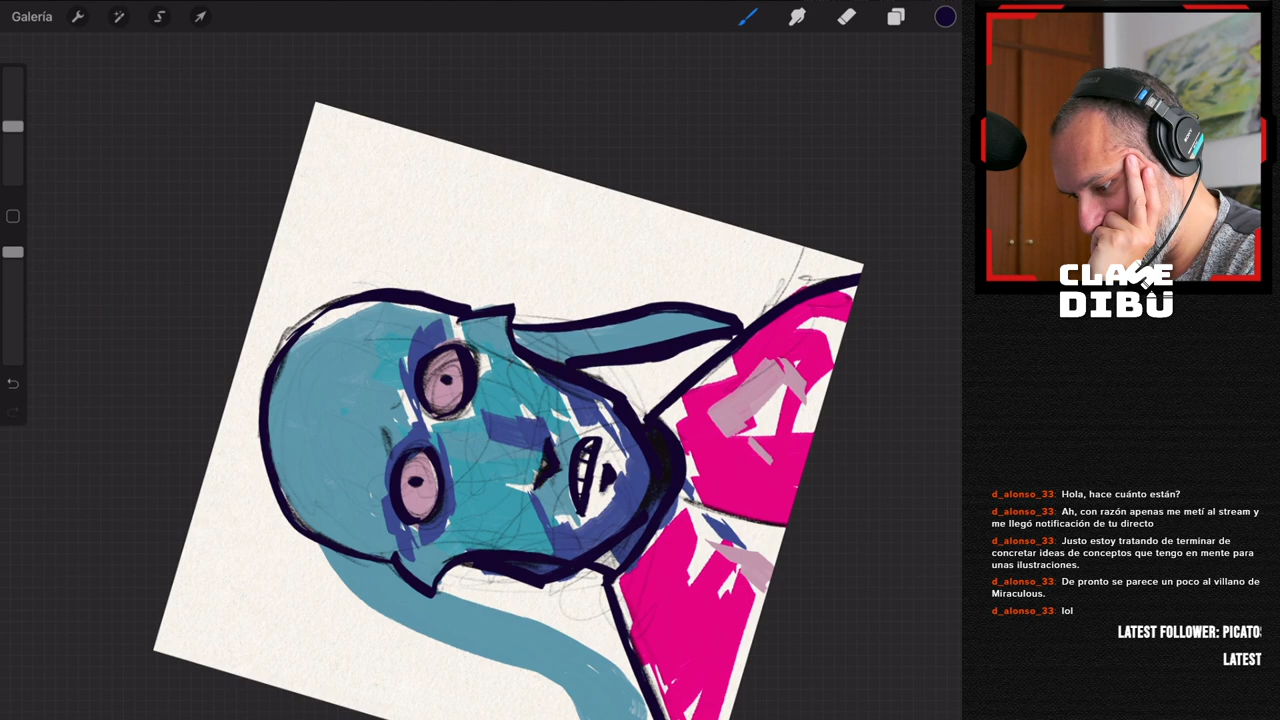 Galería
SONY
CLASE
DIBU
d_alonso_33: Hola, hace cuánto están?
d_alonso_33: Ah, con razón apenas me metí al stream y
me llegó notificación de tu directo
d_alonso_33: Justo estoy tratando de terminar de
concretar ideas de conceptos que tengo en mente para
unas ilustraciones.
d_alonso_33: De pronto se parece un poco al villano de
Miraculous.
d_alonso_33: lol
LATEST FOLLOWER: PICATO
LATEST